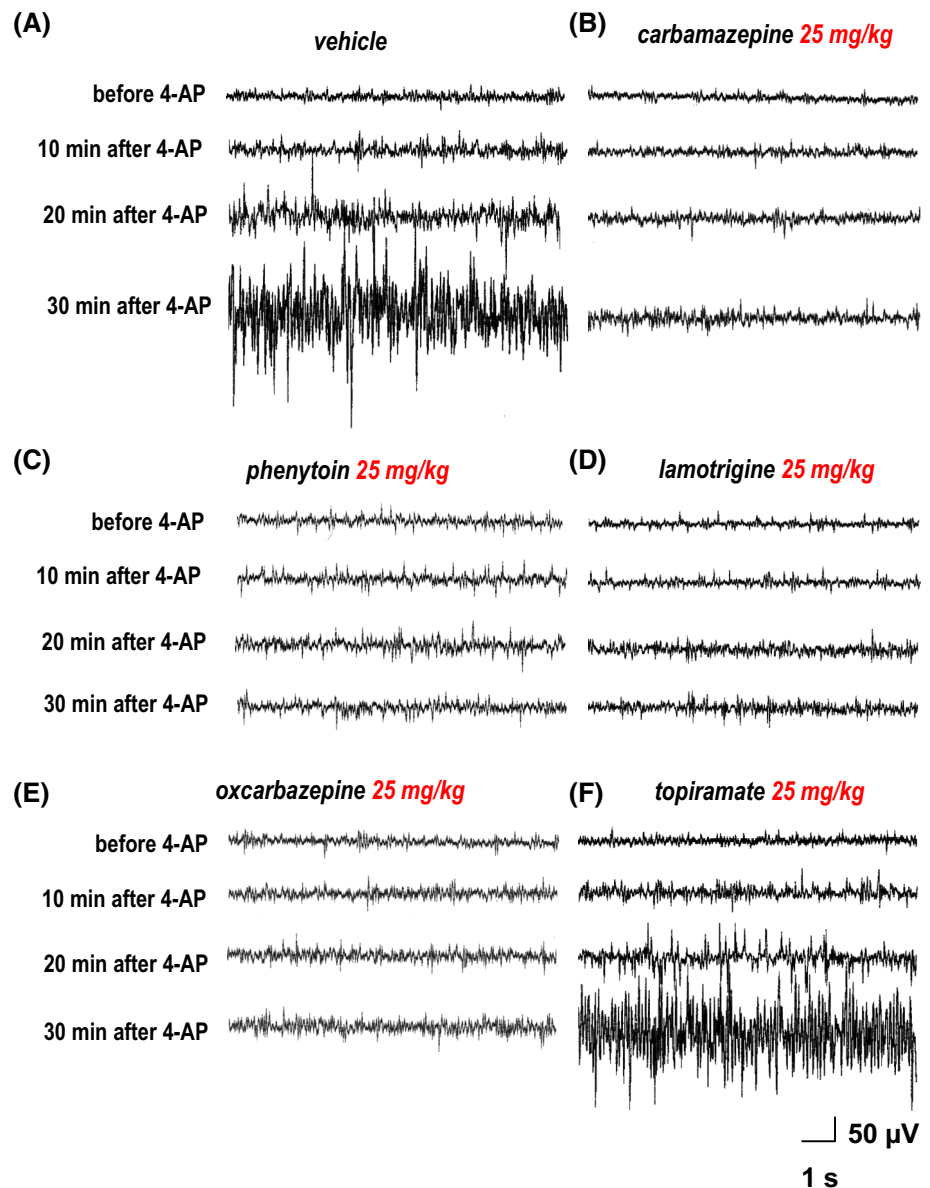 (A)
vehicle
before 4-AP
10 min after 4-AP
20 min after 4-AP
30 min after 4-AP
(B)
carbamazepine 25 mg/kg
(C)
phenytoin 25 mg/kg
before 4-AP
10 min after 4-AP
20 min after 4-AP
30 min after 4-AP
(D)
lamotrigine 25 mg/kg
(E)
oxcarbazepine 25 mg/kg
before 4-AP
10 min after 4-AP
20 min after 4-AP
30 min after 4-AP
(F)
topiramate 25 mg/kg
50 µV
1 s